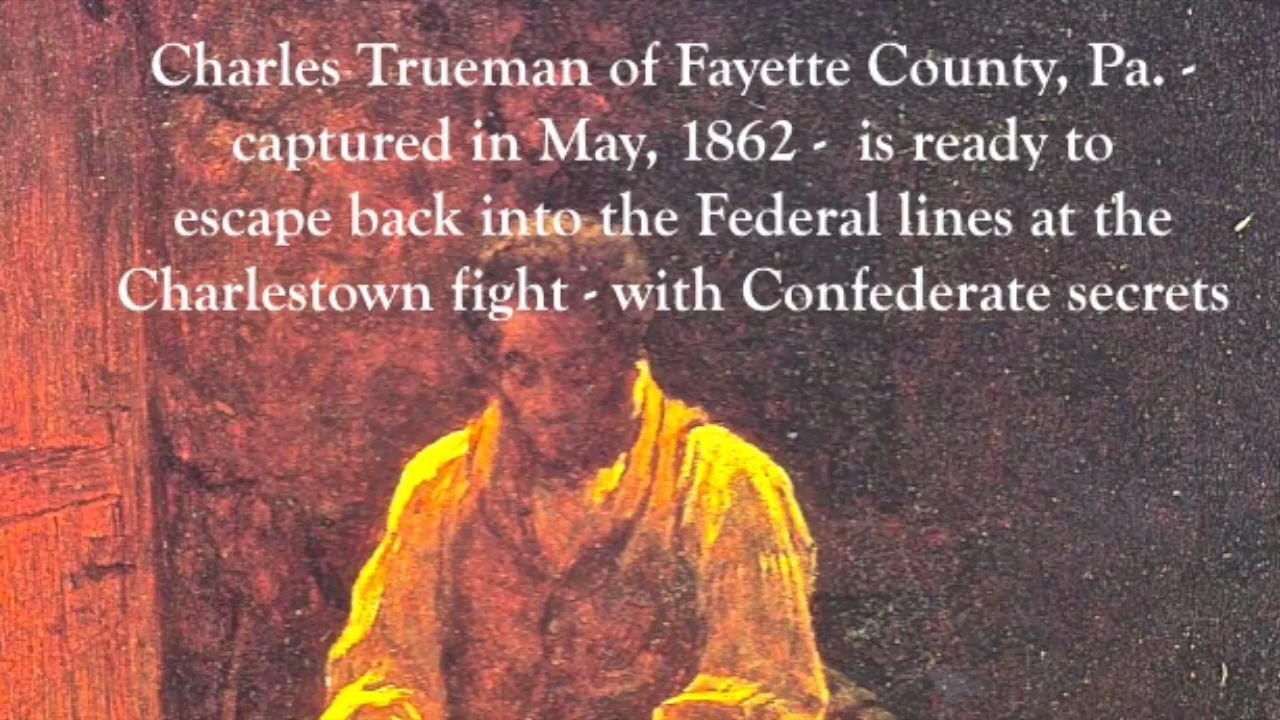 Charles Trueman of Fayette County, Pa. -
captured in May, 1862 - is ready to
escape back into the Federal lines at the
Charlestown fight - with Confederate secrets